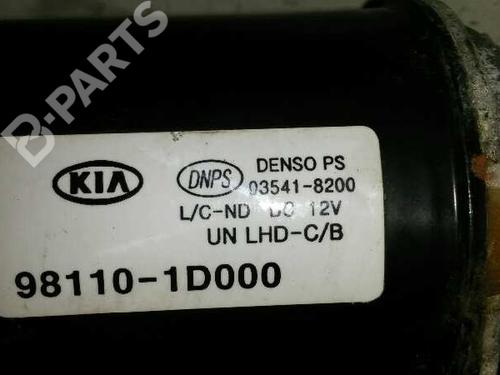 B-PARTS
KIA DNPS DENSO PS
03541-8200
L/C-ND DC 12V
UN LHD-C/B
98110-1D000